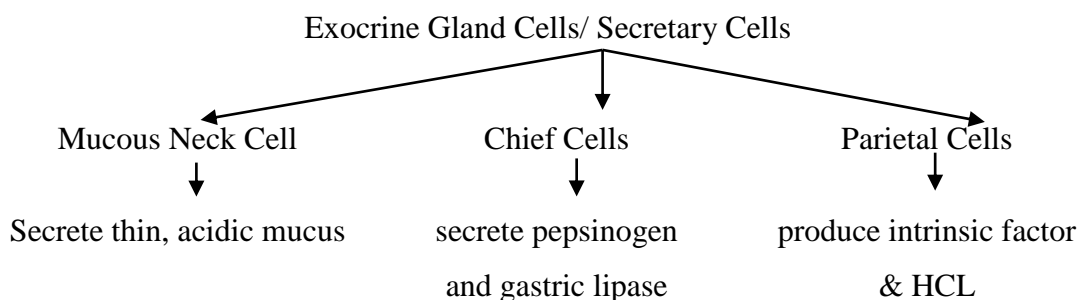 Exocrine Gland Cells/ Secretary Cells
Mucous Neck Cell Chief Cells Parietal Cells
Secrete thin, acidic mucus secrete pepsinogen produce intrinsic factor
and gastric lipase & HCL